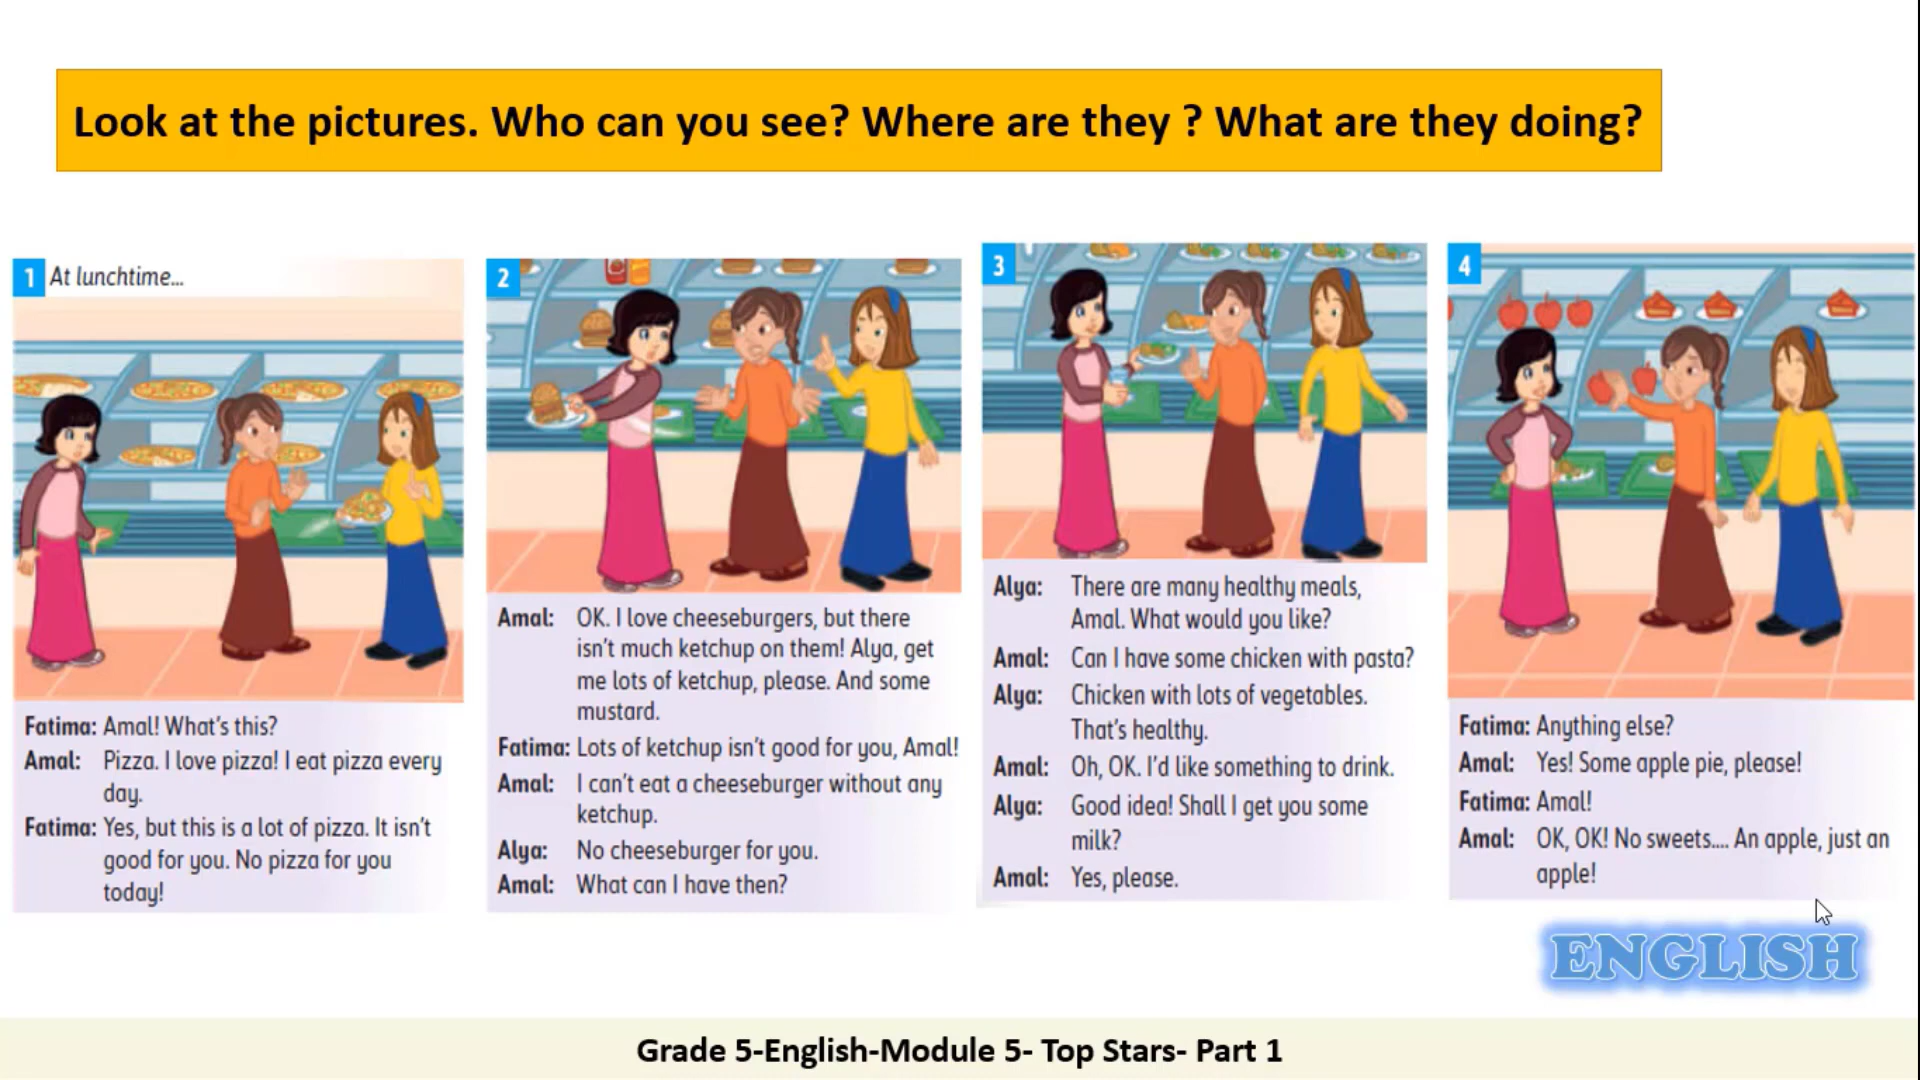 Look at the pictures. Who can you see? Where are they ? What are they doing?
1 At lunchtime...
Fatima: Amal! What's this?
Amal: Pizza. I love pizza! I eat pizza every
day.
Fatima: Yes, but this is a lot of pizza. It isn't
good for you. No pizza for you
today!
2
Amal: OK. I love cheeseburgers, but there
isn't much ketchup on them! Alya, get
me lots of ketchup, please. And some
mustard.
Fatima: Lots of ketchup isn't good for you, Amal!
Amal: I can't eat a cheeseburger without any
ketchup.
Alya: No cheeseburger for you.
Amal: What can I have then?
3
Alya: There are many healthy meals,
Amal. What would you like?
Amal: Can I have some chicken with pasta?
Alya: Chicken with lots of vegetables.
That's healthy.
Amal: Oh, OK. I'd like something to drink.
Alya: Good idea! Shall I get you some
milk?
Amal: Yes, please.
4
Fatima: Anything else?
Amal: Yes! Some apple pie, please!
Fatima: Amal!
Amal: OK, OK! No sweets.... An apple, just an
apple!
ENGLISH
Grade 5-English-Module 5- Top Stars- Part 1